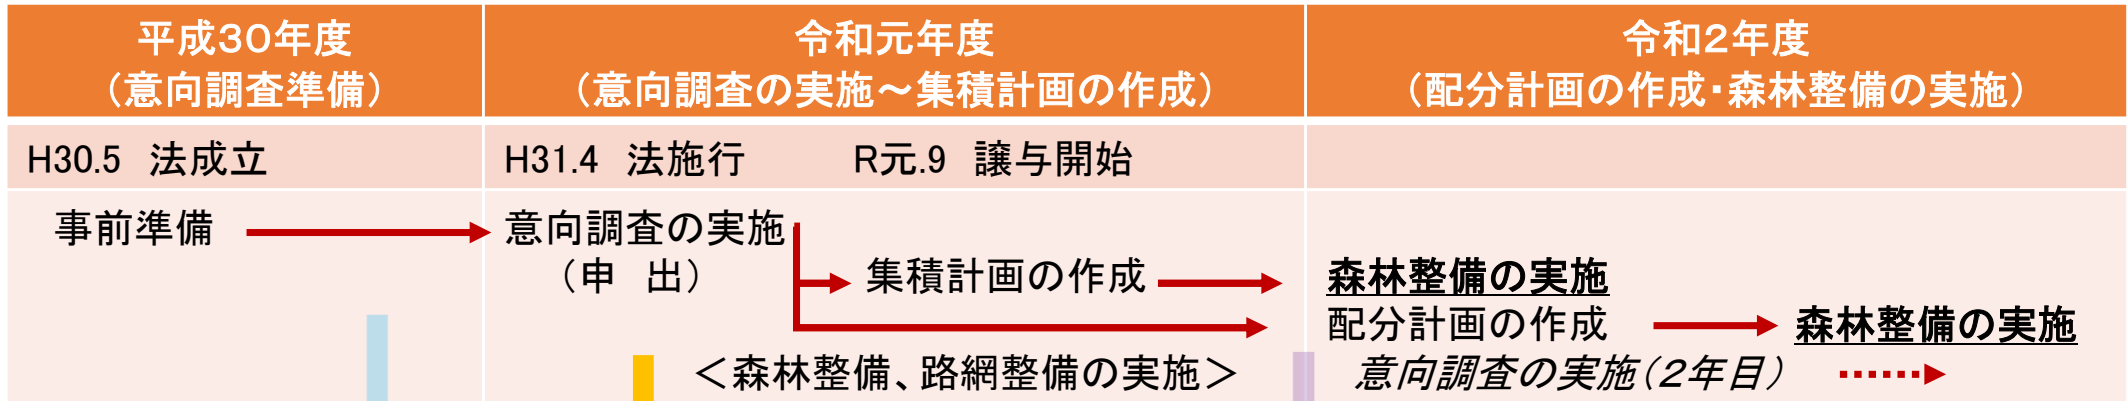 平成30年度
（意向調査準備）
令和元年度
（意向調査の実施～集積計画の作成）
令和2年度
（配分計画の作成・森林整備の実施）
H30.5　法成立
H31.4　法施行　　　R元.9　譲与開始
事前準備
意向調査の実施
（申　出）
集積計画の作成
＜森林整備、路網整備の実施＞
森林整備の実施
配分計画の作成
森林整備の実施
意向調査の実施（2年目）